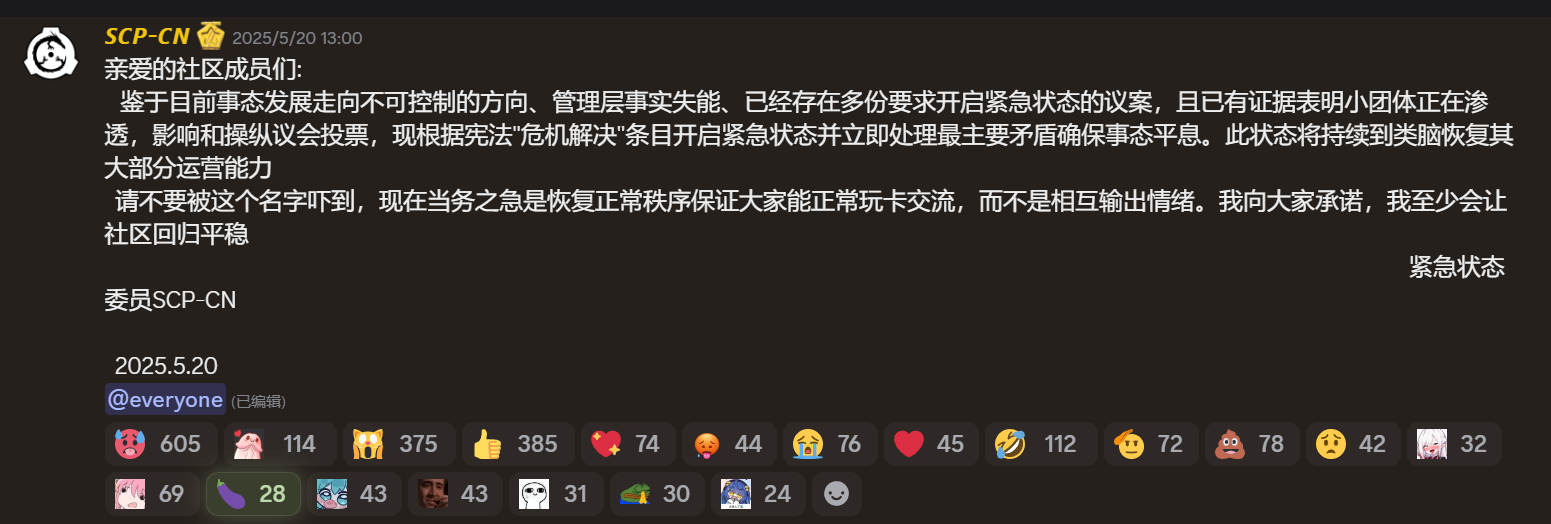 SCP-CN 2025/5/20 13:00
亲爱的社区成员们:
鉴于目前事态发展走向不可控制的方向、管理层事实失能、已经存在多份要求开启紧急状态的议案，且已有证据表明小团体正在渗
透，影响和操纵议会投票，现根据宪法"危机解决"条目开启紧急状态并立即处理最主要矛盾确保事态平息。此状态将持续到类脑恢复其
大部分运营能力
请不要被这个名字吓到，现在当务之急是恢复正常秩序保证大家能正常玩卡交流，而不是相互输出情绪。我向大家承诺，我至少会让
社区回归平稳
紧急状态
委员SCP-CN
2025.5.20
@everyone (已编辑)
605 114 375 385 74 44 76 45 112 72 78 42 32
69 28 43 43 31 30 24